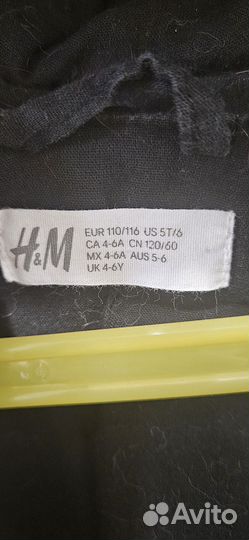 H&M
EUR 110/116 US 5T/6
CA 4-6A CN 120/60
MX 4-6A AUS 5-6
UK 4-6Y
Avito